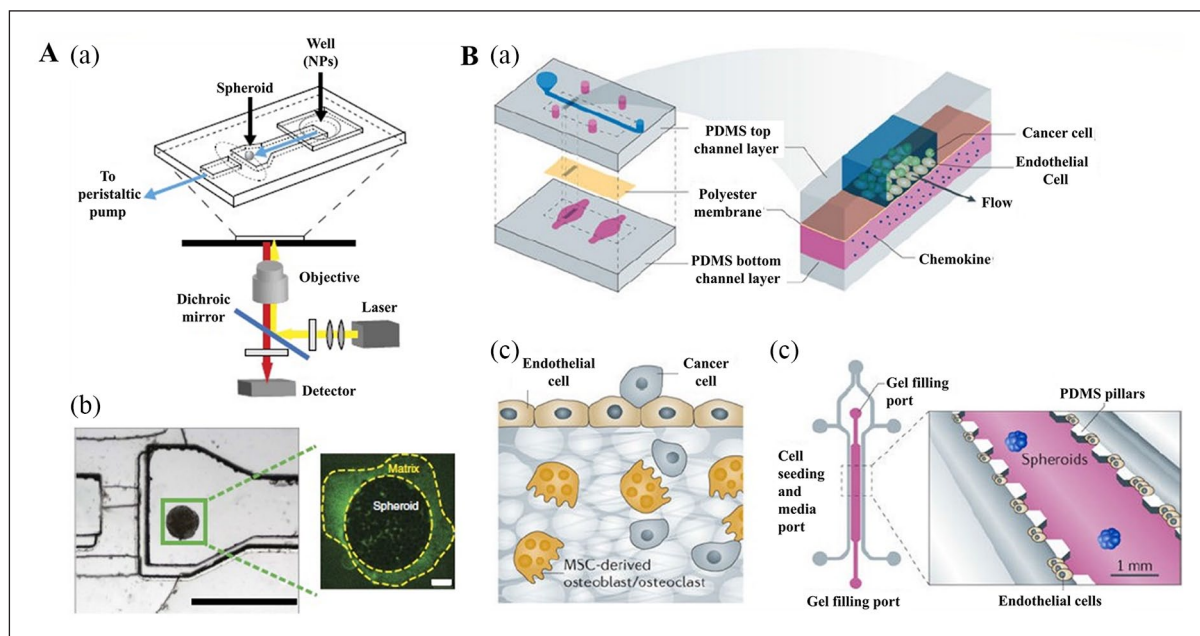 A (a)
Well
(NPs)
Spheroid
To
peristaltic
pump
Objective
Dichroic
mirror
Laser
Detector
(b)
Matrix
Spheroid
B (a)
PDMS top
channel layer
Polyester
membrane
PDMS bottom
channel layer
Cancer cell
Endothelial
Cell
Flow
Chemokine
(c)
Endothelial
cell
Cancer
cell
MSC-derived
osteoblast/osteoclast
(c)
Gel filling
port
PDMS pillars
Cell
seeding
and
media
port
Spheroids
1 mm
Gel filling port
Endothelial cells